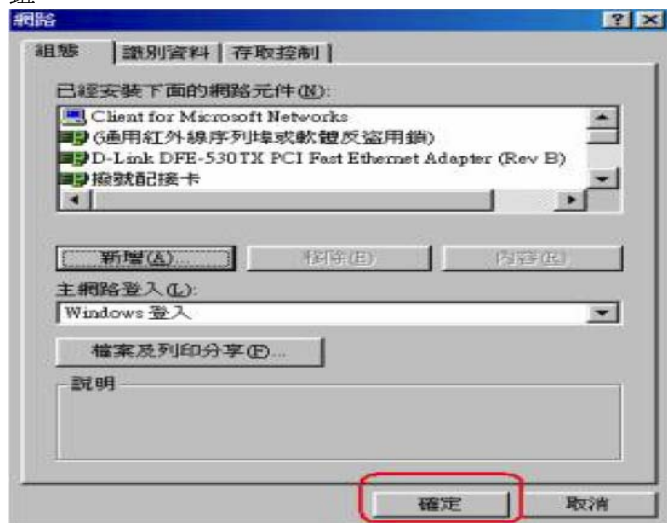 網路
組態 識別資料 存取控制
已經安裝下面的網路元件(N):
Client for Microsoft Networks
(通用紅外線序列埠或軟體反盜用鎖)
D-Link DFE-530TX PCI Fast Ethernet Adapter (Rev B)
撥號配接卡
新增(A)... 移除(E) 內容(R)
主網路登入(L):
Windows 登入
檔案及列印分享(F)...
說明
確定 取消